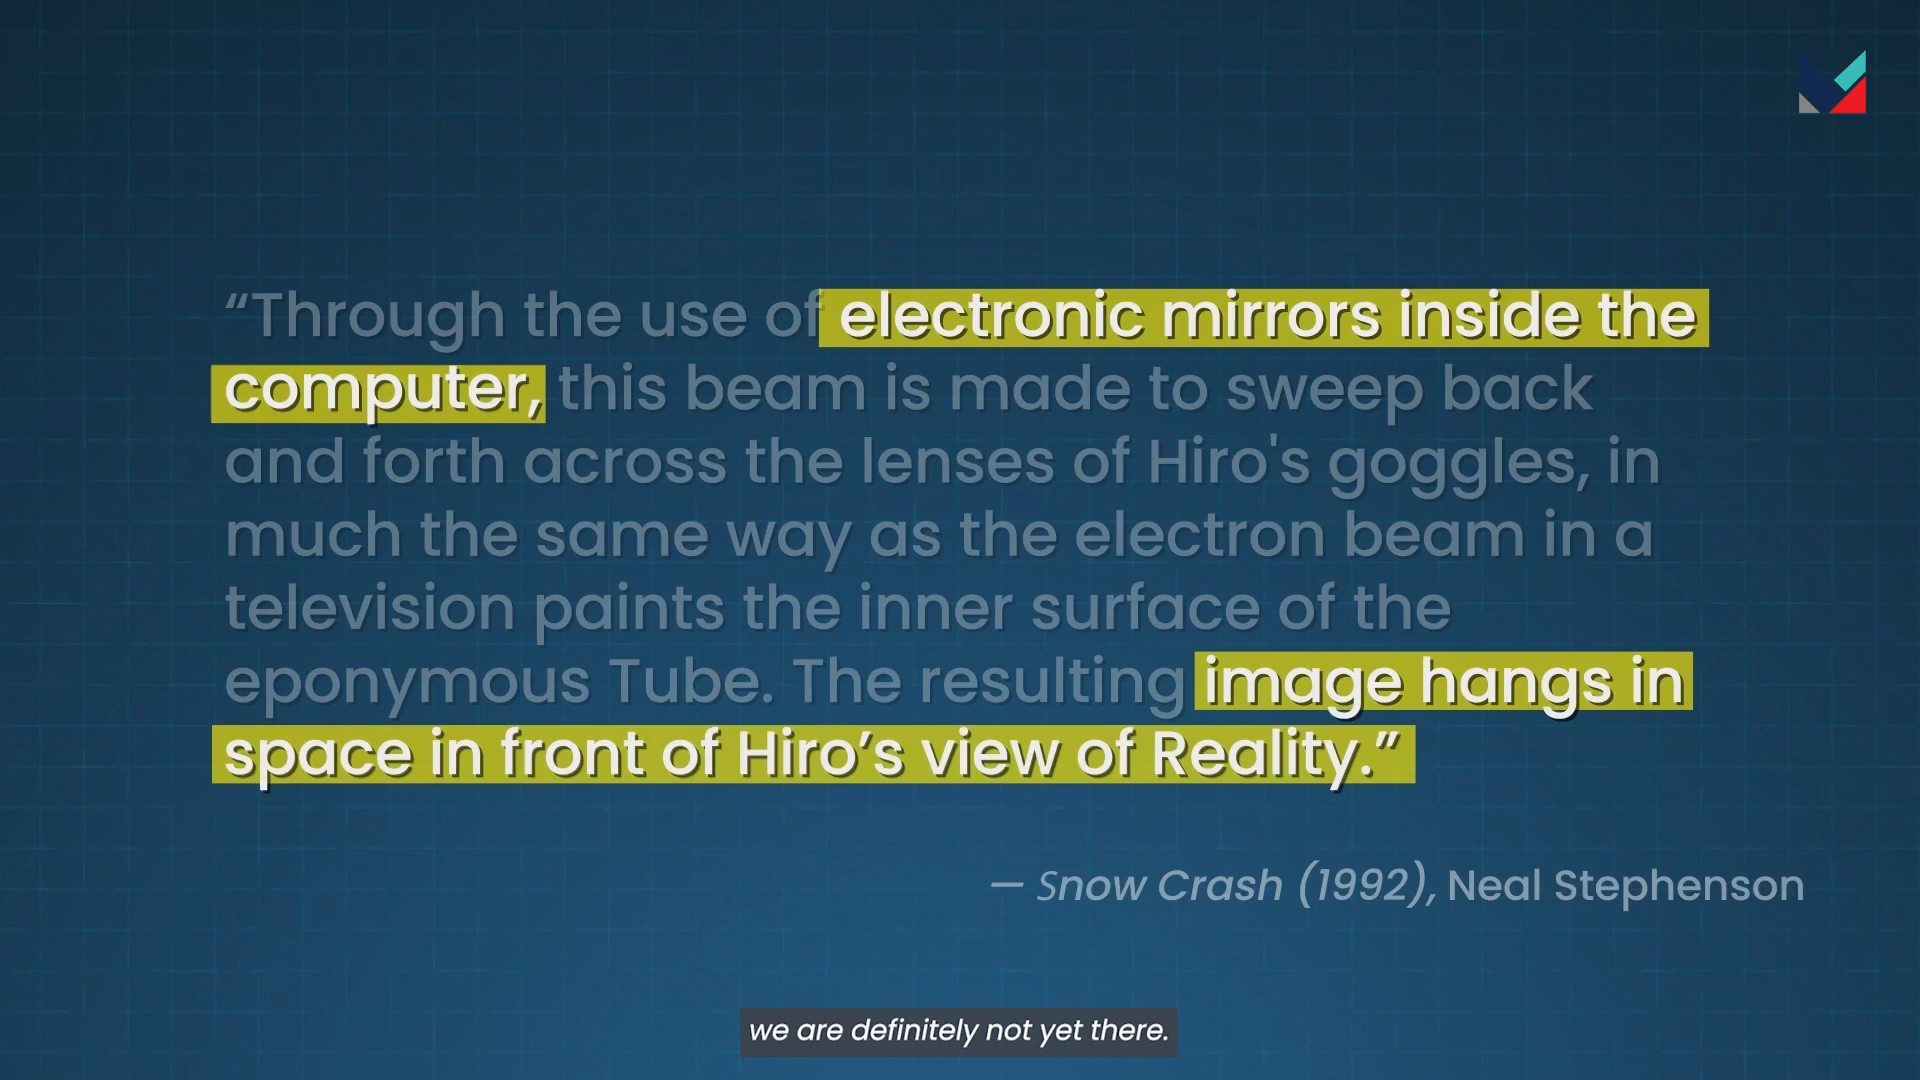 “Through the use of electronic mirrors inside the
computer, this beam is made to sweep back
and forth across the lenses of Hiro's goggles, in
much the same way as the electron beam in a
television paints the inner surface of the
eponymous Tube. The resulting image hangs in
space in front of Hiro’s view of Reality.”
— Snow Crash (1992), Neal Stephenson
we are definitely not yet there.